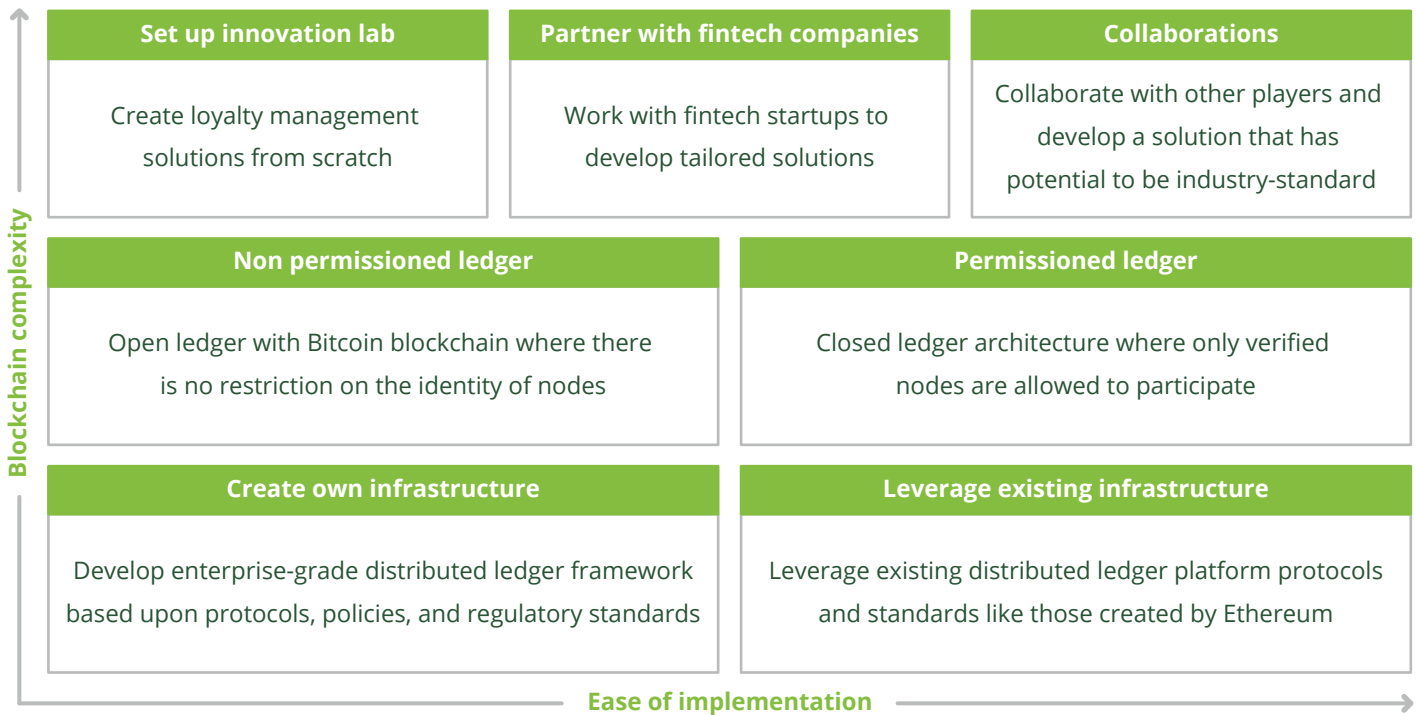 Set up innovation lab
Create loyalty management
solutions from scratch
Partner with fintech companies
Work with fintech startups to
develop tailored solutions
Collaborations
Collaborate with other players and
develop a solution that has
potential to be industry-standard
Non permissioned ledger
Open ledger with Bitcoin blockchain where there
is no restriction on the identity of nodes
Permissioned ledger
Closed ledger architecture where only verified
nodes are allowed to participate
Create own infrastructure
Develop enterprise-grade distributed ledger framework
based upon protocols, policies, and regulatory standards
Leverage existing infrastructure
Leverage existing distributed ledger platform protocols
and standards like those created by Ethereum
Blockchain complexity
Ease of implementation